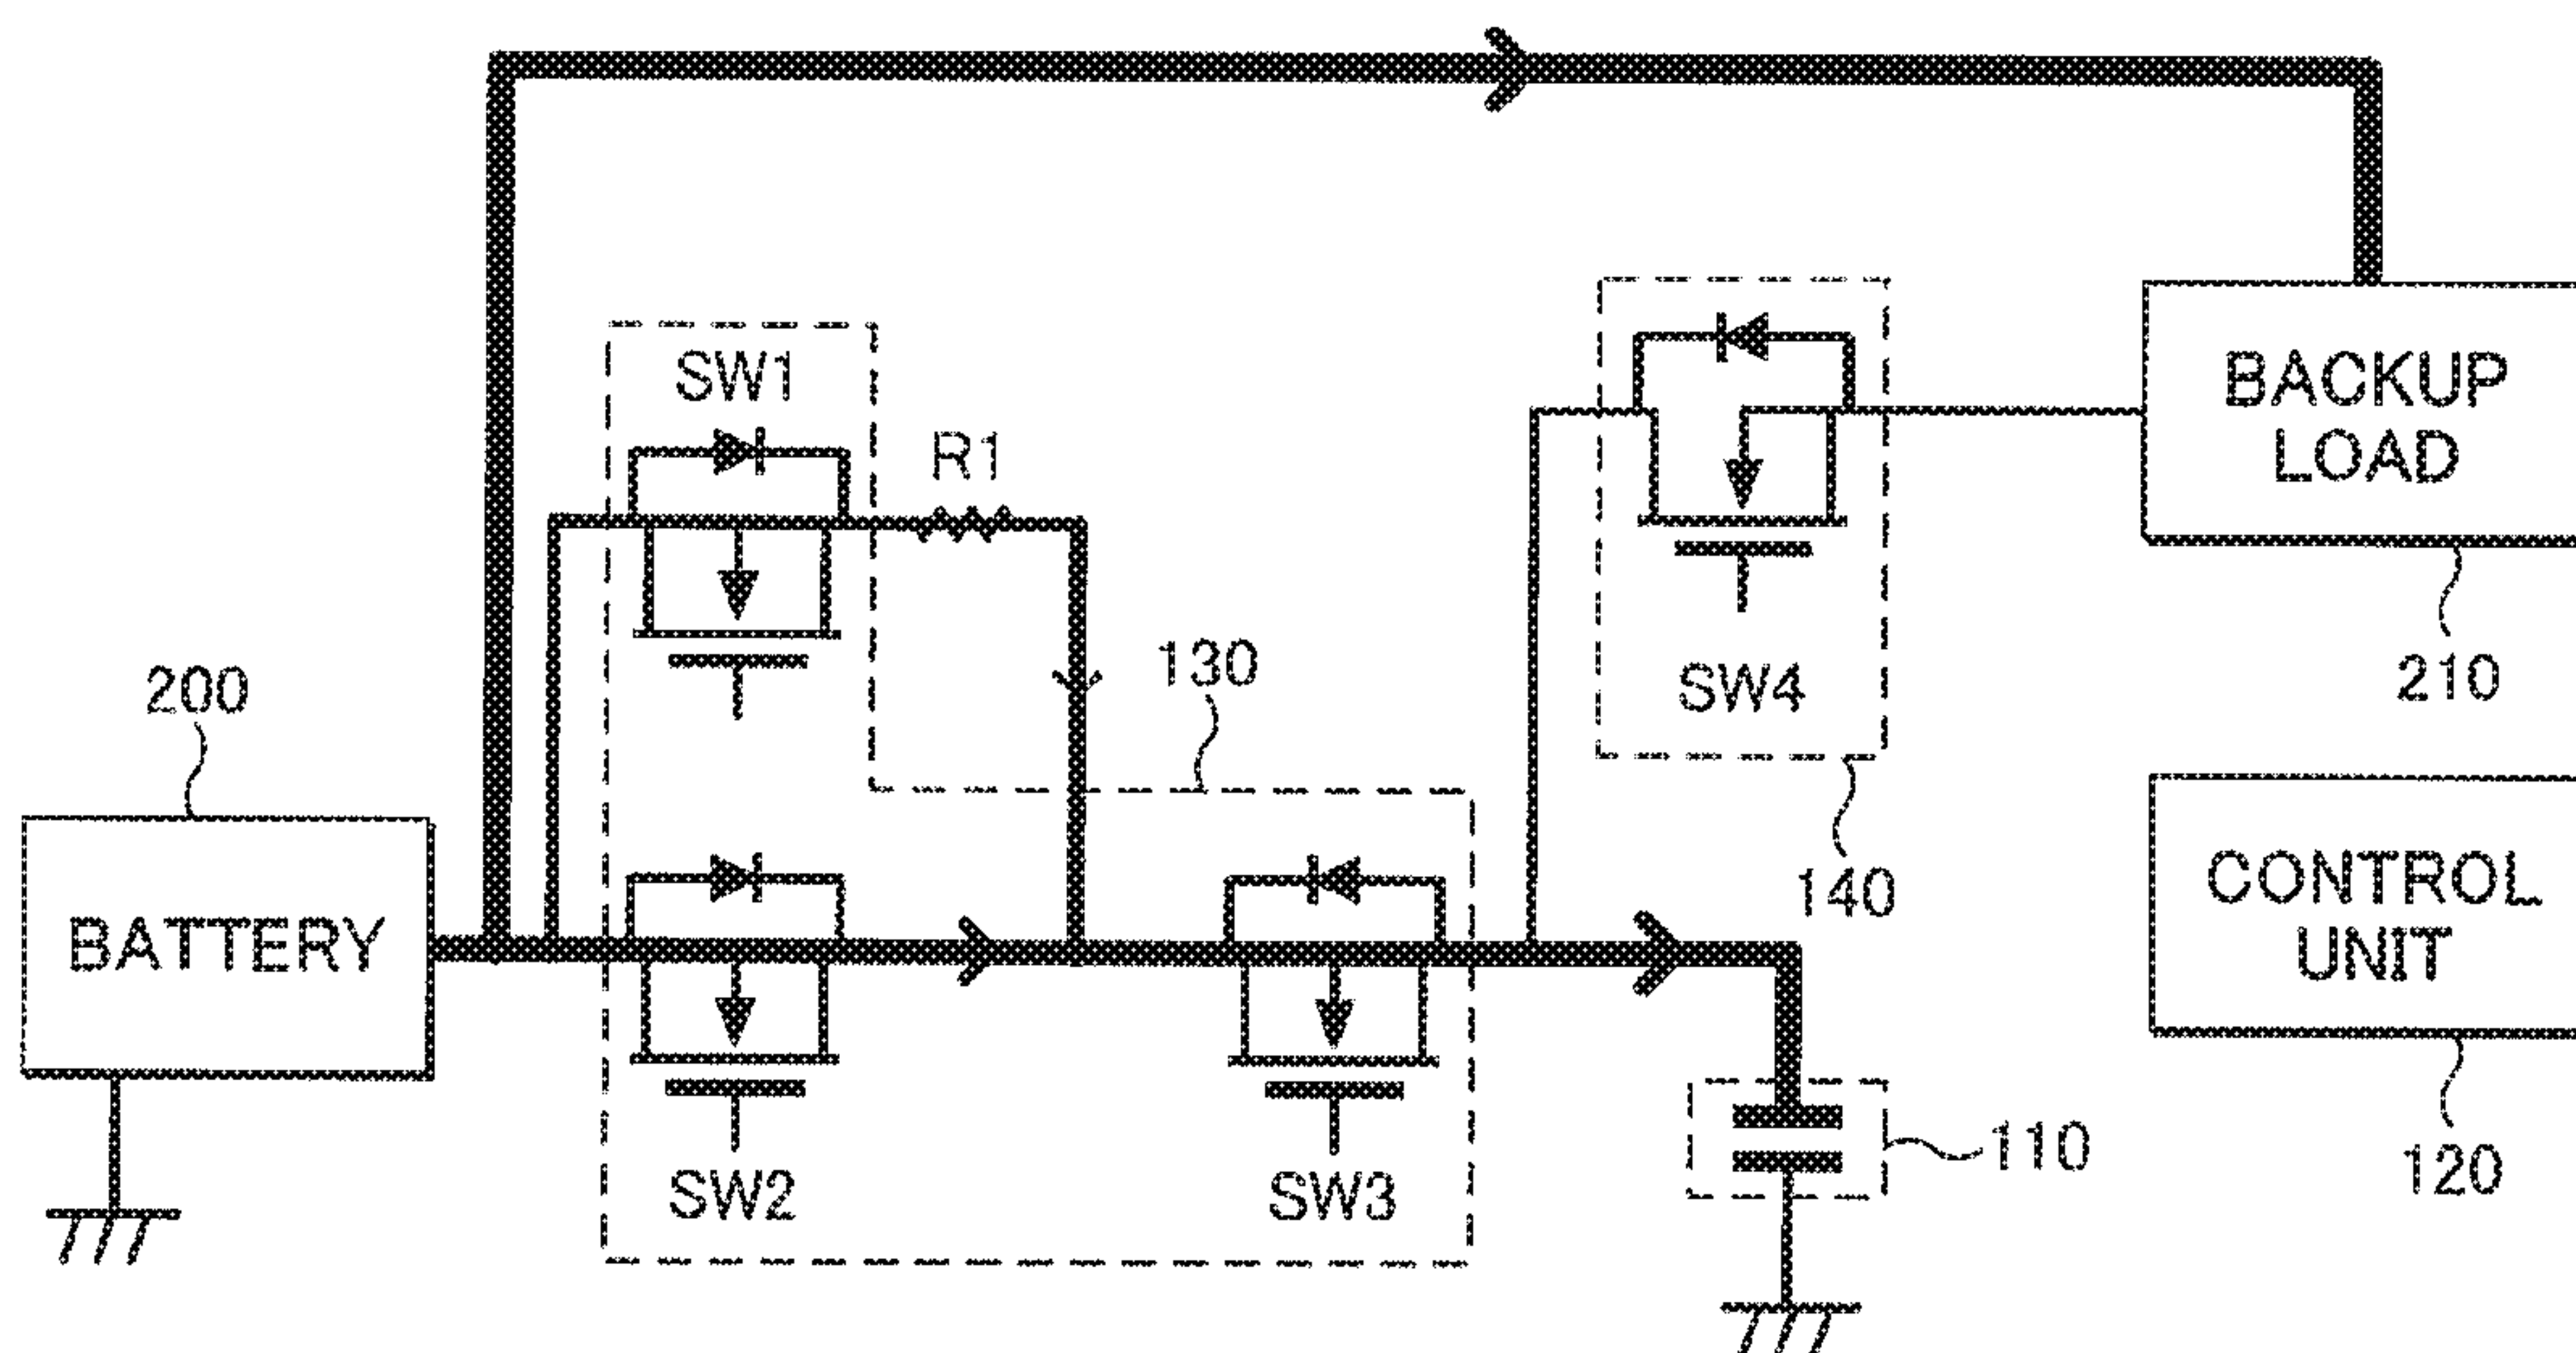 SW1
R1
BACKUP
LOAD
210
SW4
130
200
140
BATTERY
CONTROL
UNIT
110
120
SW2
SW3